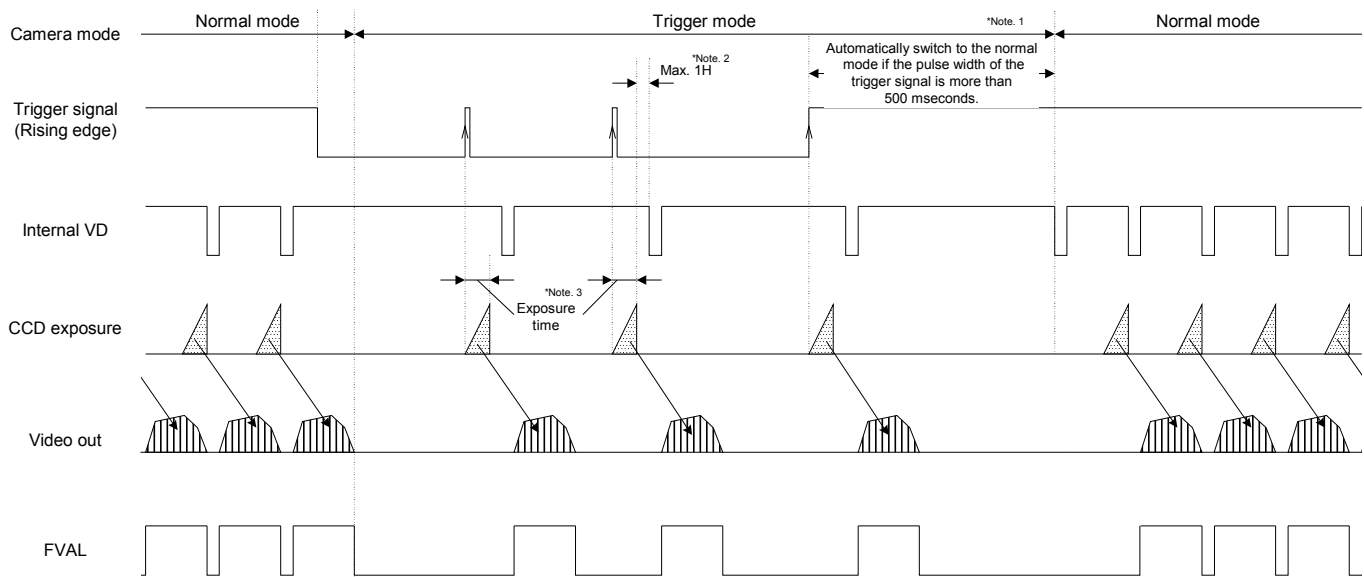 Normal mode
Trigger mode
*Note. 1
Normal mode
Camera mode
*Note. 2
Max. 1H
Automatically switch to the normal
mode if the pulse width of the
trigger signal is more than
500 mseconds.
Trigger signal
(Rising edge)
Internal VD
*Note. 3
Exposure
time
CCD exposure
Video out
FVAL